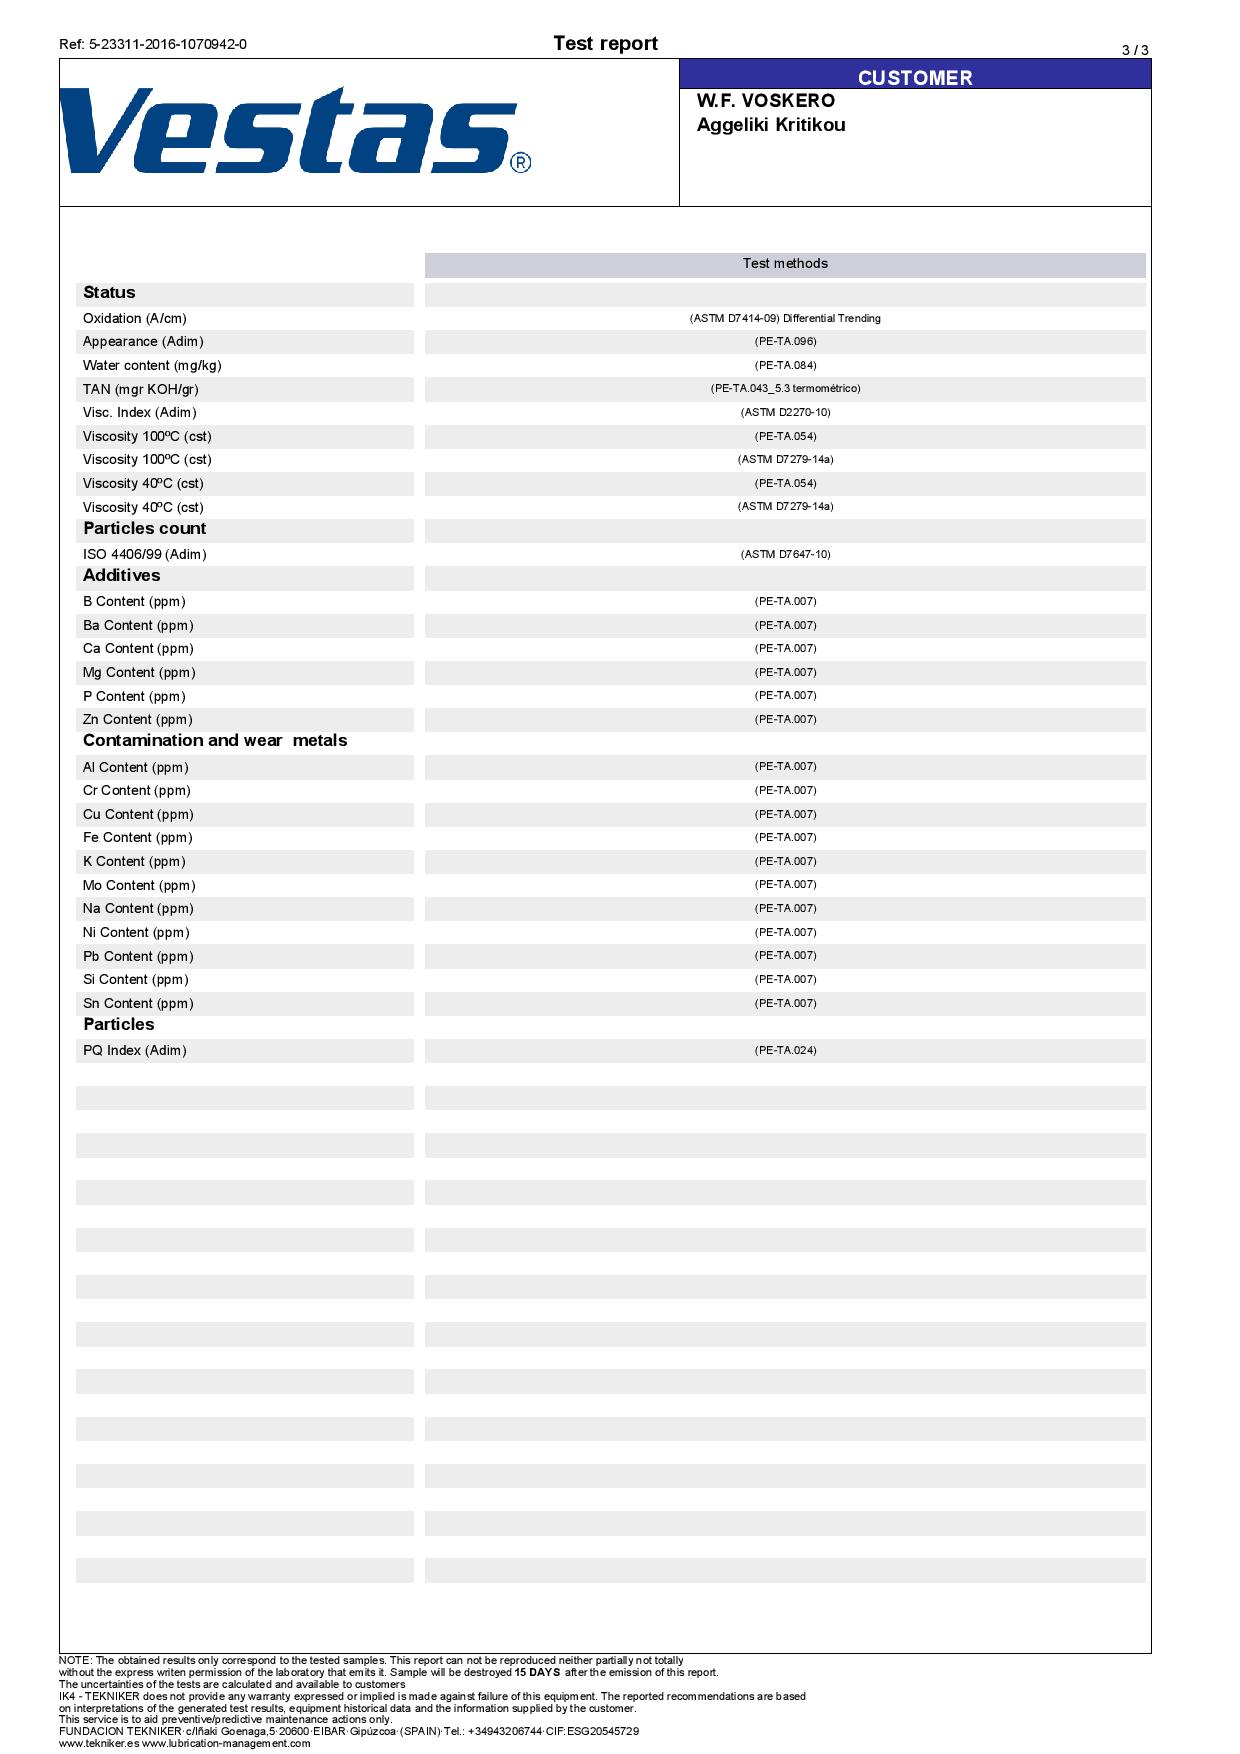 Ref: 5-23311-2016-1070942-0
Test report
3 / 3
Vestas®
CUSTOMER
W.F. VOSKERO
Aggeliki Kritikou
Test methods
Status
Oxidation (A/cm) (ASTM D7414-09) Differential Trending
Appearance (Adim) (PE-TA.096)
Water content (mg/kg) (PE-TA.084)
TAN (mgr KOH/gr) (PE-TA.043_5.3 termométrico)
Visc. Index (Adim) (ASTM D2270-10)
Viscosity 100ºC (cst) (PE-TA.054)
Viscosity 100ºC (cst) (ASTM D7279-14a)
Viscosity 40ºC (cst) (PE-TA.054)
Viscosity 40ºC (cst) (ASTM D7279-14a)
Particles count
ISO 4406/99 (Adim) (ASTM D7647-10)
Additives
B Content (ppm) (PE-TA.007)
Ba Content (ppm) (PE-TA.007)
Ca Content (ppm) (PE-TA.007)
Mg Content (ppm) (PE-TA.007)
P Content (ppm) (PE-TA.007)
Zn Content (ppm) (PE-TA.007)
Contamination and wear metals
Al Content (ppm) (PE-TA.007)
Cr Content (ppm) (PE-TA.007)
Cu Content (ppm) (PE-TA.007)
Fe Content (ppm) (PE-TA.007)
K Content (ppm) (PE-TA.007)
Mo Content (ppm) (PE-TA.007)
Na Content (ppm) (PE-TA.007)
Ni Content (ppm) (PE-TA.007)
Pb Content (ppm) (PE-TA.007)
Si Content (ppm) (PE-TA.007)
Sn Content (ppm) (PE-TA.007)
Particles
PQ Index (Adim) (PE-TA.024)
NOTE: The obtained results only correspond to the tested samples. This report can not be reproduced neither partially not totally
without the express writen permission of the laboratory that emits it. Sample will be destroyed 15 DAYS after the emission of this report.
The uncertainties of the tests are calculated and available to customers
IK4 - TEKNIKER does not provide any warranty expressed or implied is made against failure of this equipment. The reported recommendations are based
on interpretations of the generated test results, equipment historical data and the information supplied by the customer.
This service is to aid preventive/predictive maintenance actions only.
FUNDACION TEKNIKER·c/Iñaki Goenaga,5·20600·EIBAR·Gipúzcoa·(SPAIN)·Tel.: +34943206744·CIF:ESG20545729
www.tekniker.es www.lubrication-management.com